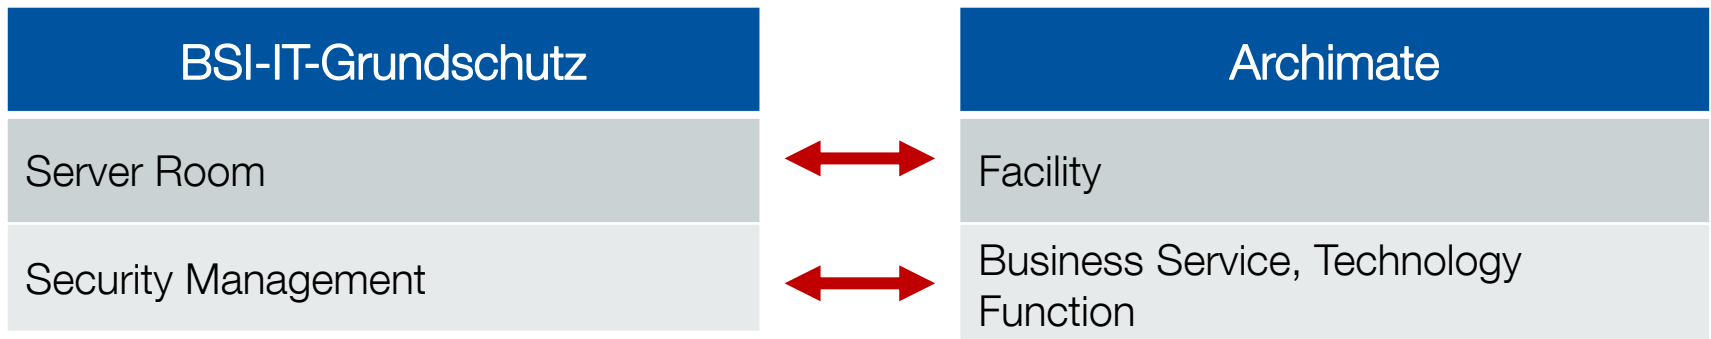 BSI-IT-Grundschutz
Archimate
Server Room
Facility
Security Management
Business Service, Technology
Function